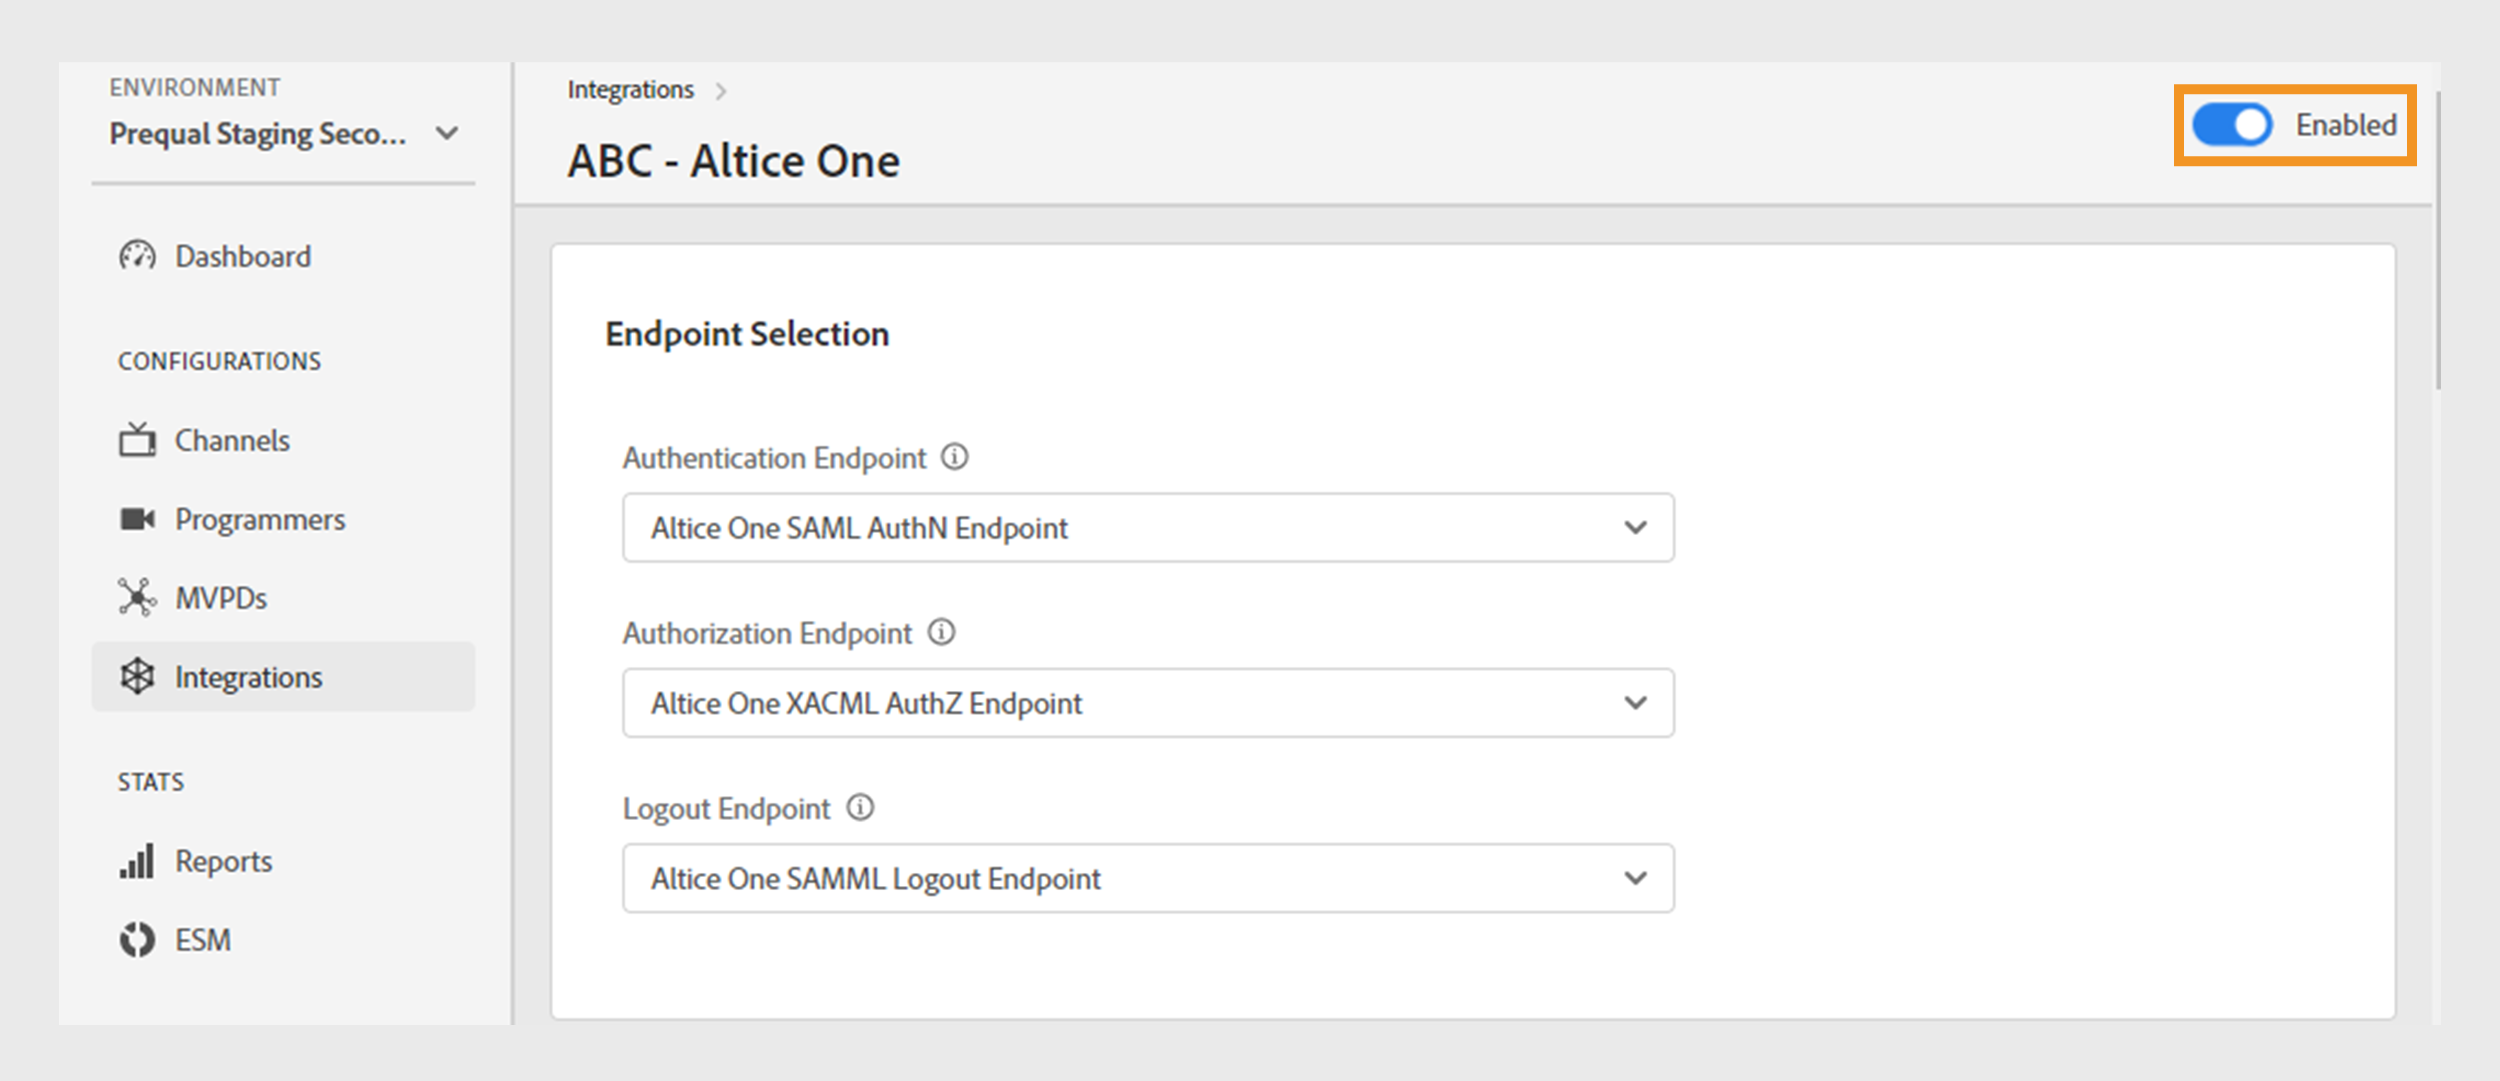 ENVIRONMENT
Prequal Staging Seco...
Dashboard
CONFIGURATIONS
Channels
Programmers
MVPDs
Integrations
STATS
Reports
ESM
Integrations
ABC - Altice One
Enabled
Endpoint Selection
Authentication Endpoint
Altice One SAML AuthN Endpoint
Authorization Endpoint
Altice One XACML AuthZ Endpoint
Logout Endpoint
Altice One SAMML Logout Endpoint